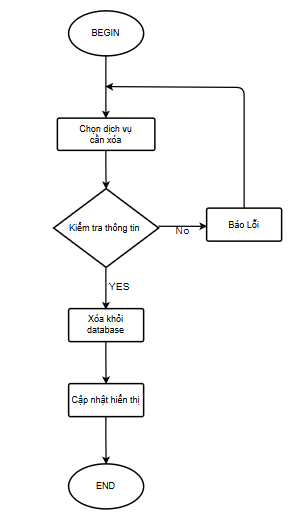 BEGIN
Chọn dịch vụ
cần xóa
Kiểm tra thông tin
No
Báo Lỗi
YES
Xóa khỏi
database
Cập nhật hiển thị
END